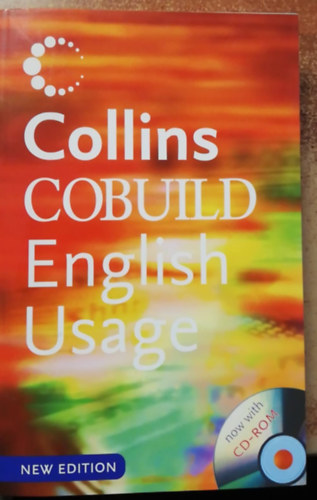 Collins
COBUILD
English
Usage
now with
CD-ROM
NEW EDITION